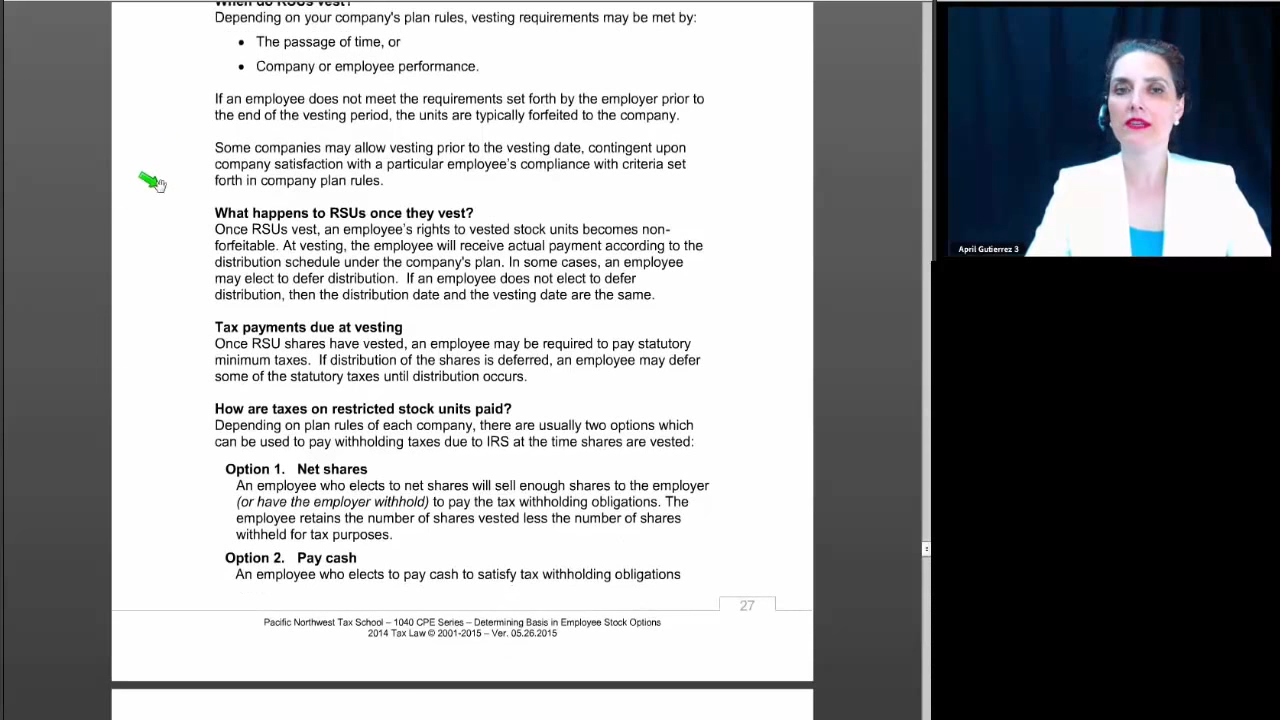 When do RSUs vest?
Depending on your company's plan rules, vesting requirements may be met by:
• The passage of time, or
• Company or employee performance.
If an employee does not meet the requirements set forth by the employer prior to
the end of the vesting period, the units are typically forfeited to the company.
Some companies may allow vesting prior to the vesting date, contingent upon
company satisfaction with a particular employee's compliance with criteria set
forth in company plan rules.
What happens to RSUs once they vest?
Once RSUs vest, an employee's rights to vested stock units becomes non-
forfeitable. At vesting, the employee will receive actual payment according to the
distribution schedule under the company's plan. In some cases, an employee
may elect to defer distribution. If an employee does not elect to defer
distribution, then the distribution date and the vesting date are the same.
Tax payments due at vesting
Once RSU shares have vested, an employee may be required to pay statutory
minimum taxes. If distribution of the shares is deferred, an employee may defer
some of the statutory taxes until distribution occurs.
How are taxes on restricted stock units paid?
Depending on plan rules of each company, there are usually two options which
can be used to pay withholding taxes due to IRS at the time shares are vested:
Option 1. Net shares
An employee who elects to net shares will sell enough shares to the employer
(or have the employer withhold) to pay the tax withholding obligations. The
employee retains the number of shares vested less the number of shares
withheld for tax purposes.
Option 2. Pay cash
An employee who elects to pay cash to satisfy tax withholding obligations
27
Pacific Northwest Tax School – 1040 CPE Series – Determining Basis in Employee Stock Options
2014 Tax Law © 2001-2015 – Ver. 05.26.2015
April Gutierrez 3